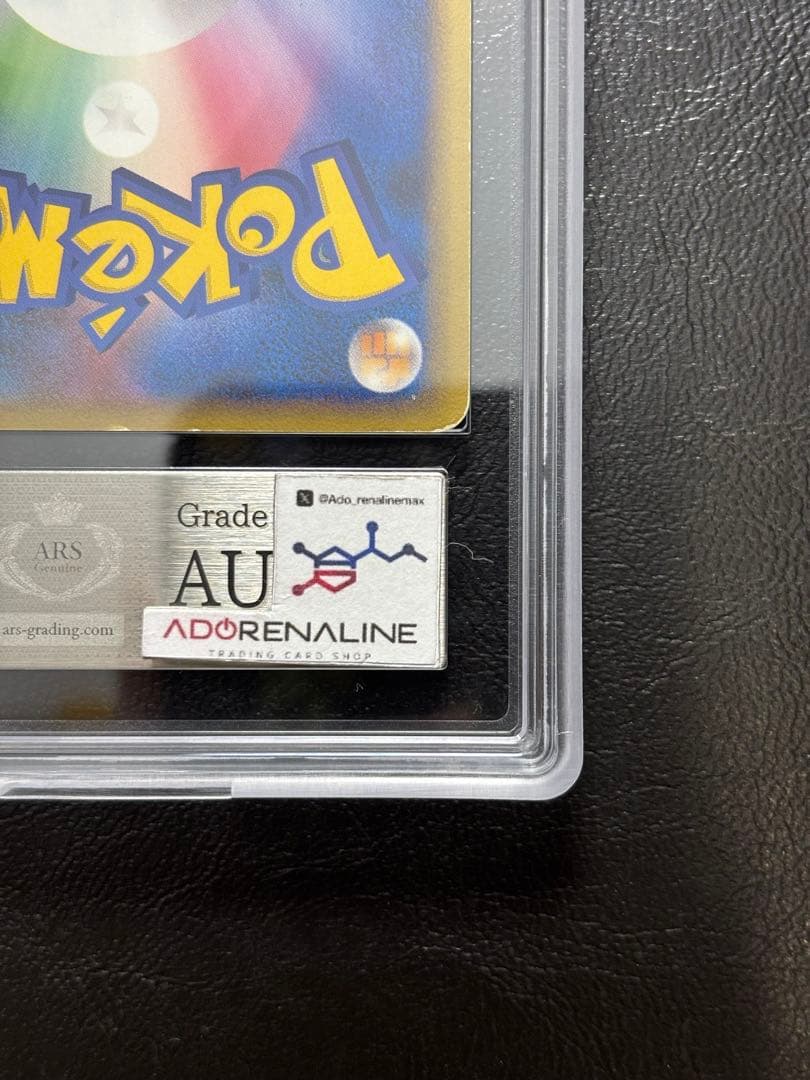 Pokém
@Ado_renalinemax
Grade
AU
ARS
Genuine
ars-grading.com
ADORENALINE
TRADING CARD SHOP